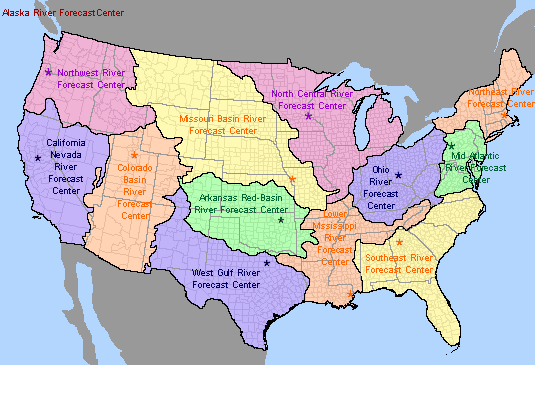 Alaska River Forecast Center
Northwest River
Forecast Center
North Central River
Forecast Center
Northeast River
Forecast Center
Missouri Basin River
Forecast Center
California
Nevada
River
Forecast
Center
Colorado
Basin
River
Forecast
Center
Ohio
River
Forecast
Center
Mid-Atlantic
River Forecast
Center
Arkansas Red-Basin
River Forecast Center
Lower
Mississippi
River
Forecast
Center
Southeast River
Forecast Center
West Gulf River
Forecast Center